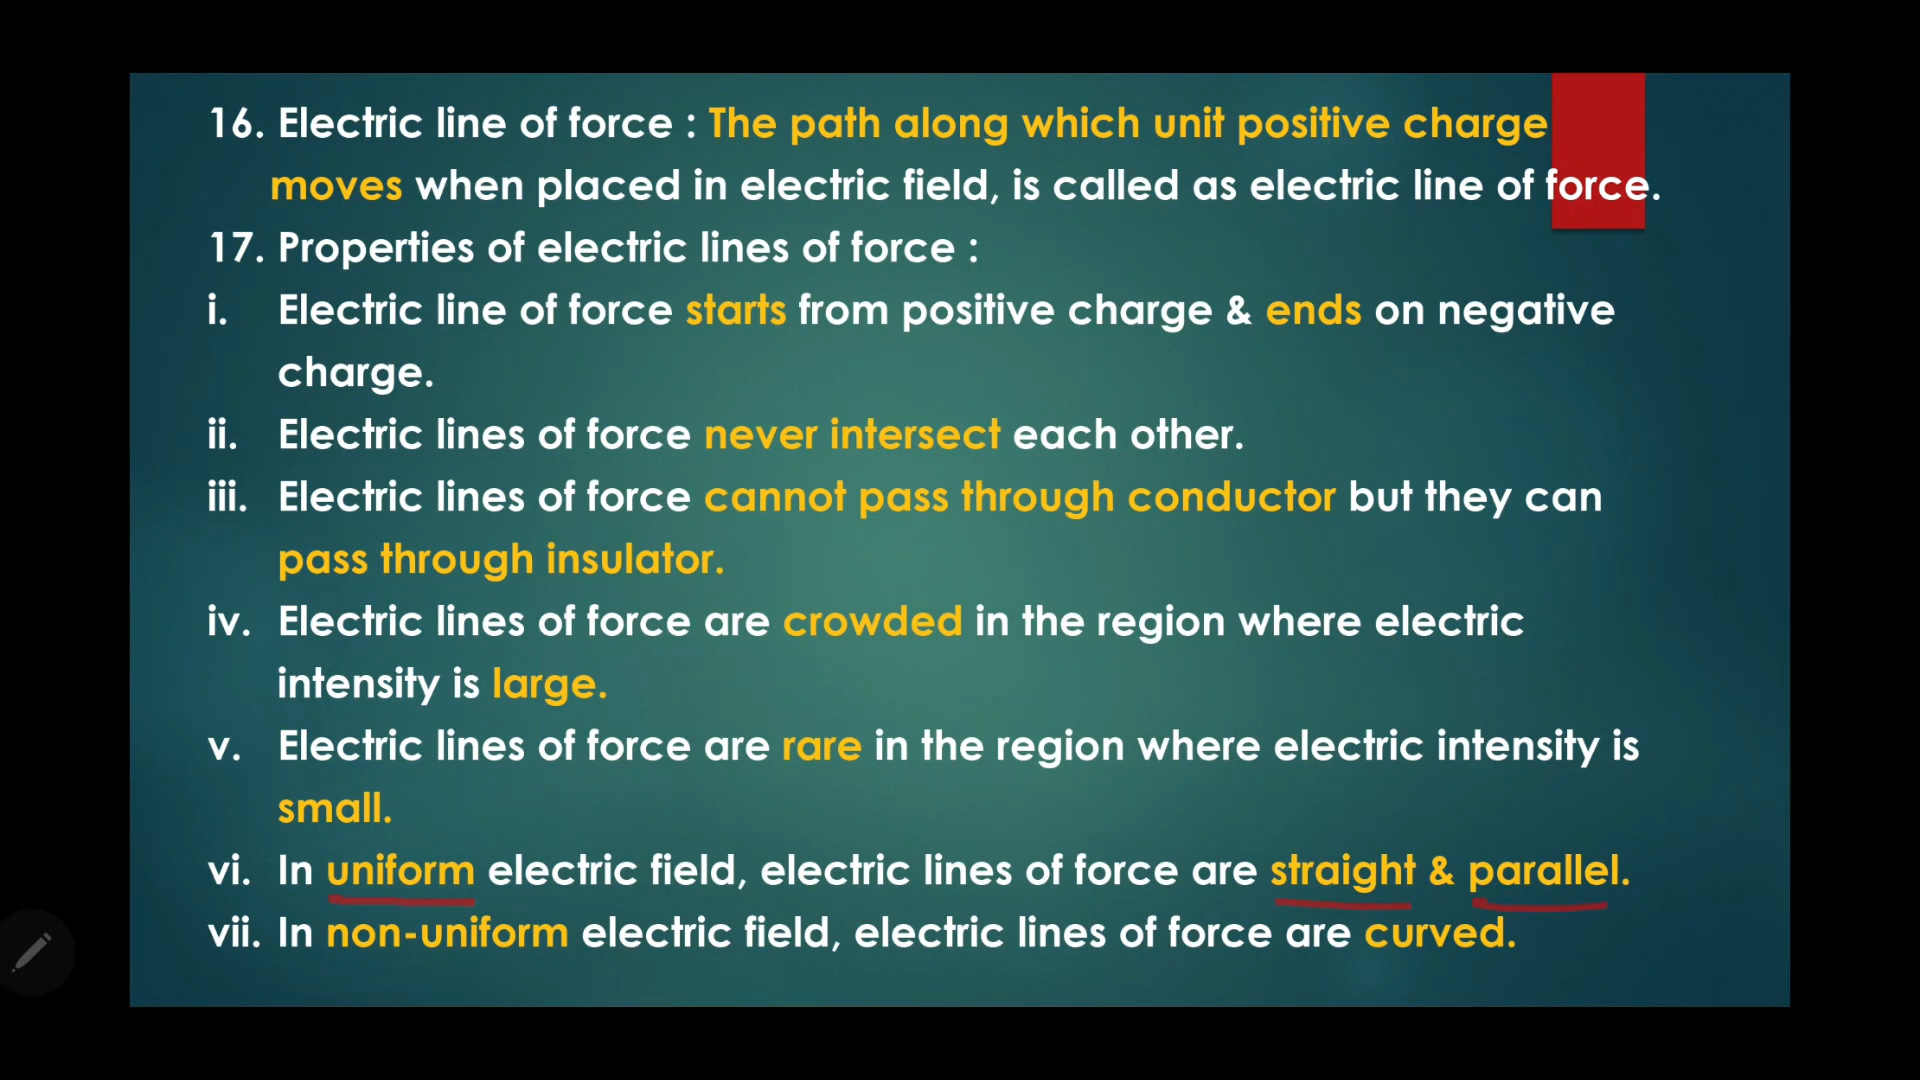 16. Electric line of force : The path along which unit positive charge
moves when placed in electric field, is called as electric line of force.
17. Properties of electric lines of force :
i. Electric line of force starts from positive charge & ends on negative
charge.
ii. Electric lines of force never intersect each other.
iii. Electric lines of force cannot pass through conductor but they can
pass through insulator.
iv. Electric lines of force are crowded in the region where electric
intensity is large.
v. Electric lines of force are rare in the region where electric intensity is
small.
vi. In uniform electric field, electric lines of force are straight & parallel.
vii. In non-uniform electric field, electric lines of force are curved.